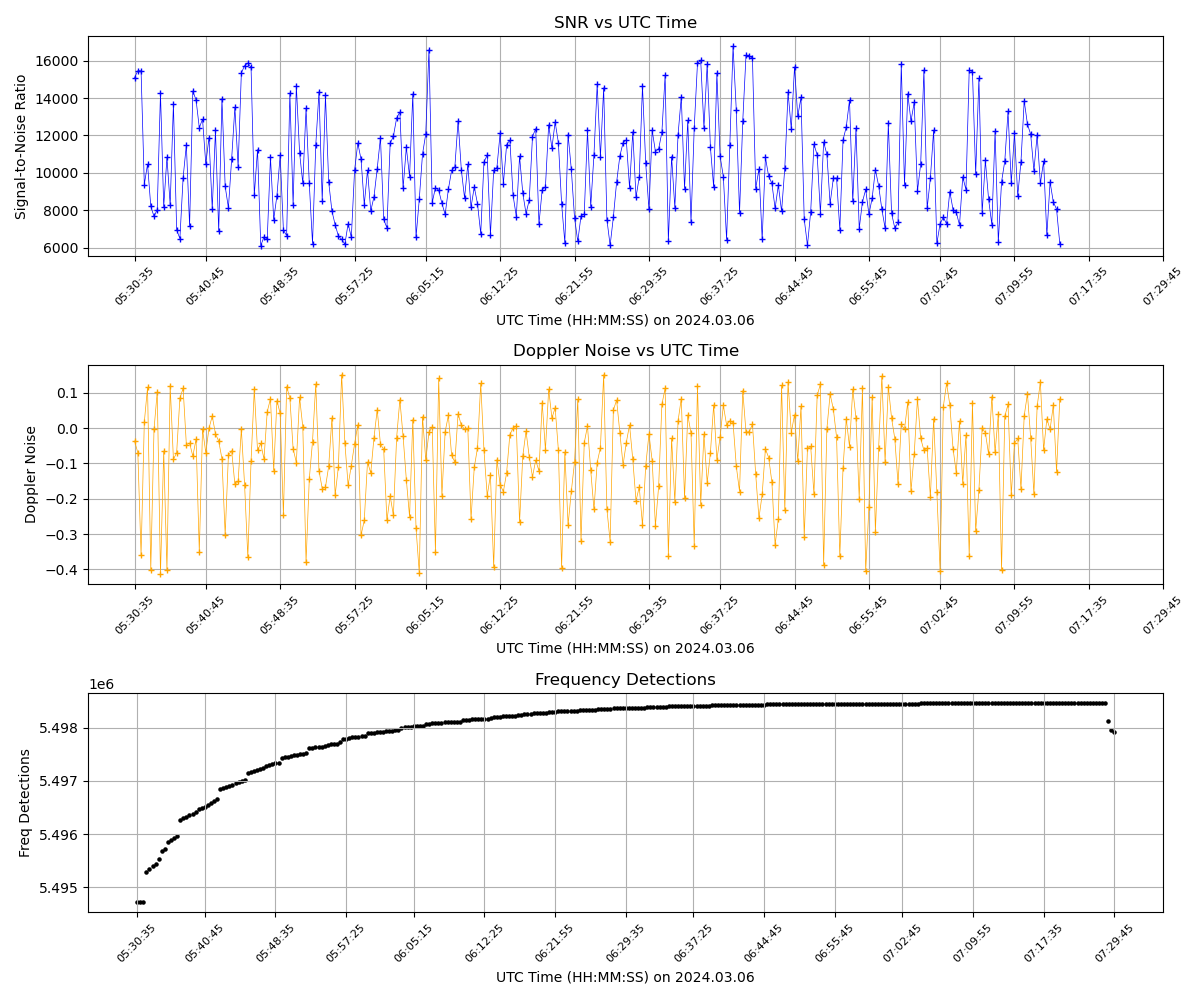 SNR vs UTC Time
Signal-to-Noise Ratio
16000
14000
12000
10000
8000
6000
05:30:35 05:40:45 05:48:35 05:57:25 06:05:15 06:12:25 06:21:55 06:29:35 06:37:25 06:44:45 06:55:45 07:02:45 07:09:55 07:17:35 07:29:45
UTC Time (HH:MM:SS) on 2024.03.06
Doppler Noise vs UTC Time
Doppler Noise
0.1
0.0
−0.1
−0.2
−0.3
−0.4
05:30:35 05:40:45 05:48:35 05:57:25 06:05:15 06:12:25 06:21:55 06:29:35 06:37:25 06:44:45 06:55:45 07:02:45 07:09:55 07:17:35 07:29:45
UTC Time (HH:MM:SS) on 2024.03.06
Frequency Detections
1e6
Freq Detections
5.498
5.497
5.496
5.495
05:30:35 05:40:45 05:48:35 05:57:25 06:05:15 06:12:25 06:21:55 06:29:35 06:37:25 06:44:45 06:55:45 07:02:45 07:09:55 07:17:35 07:29:45
UTC Time (HH:MM:SS) on 2024.03.06